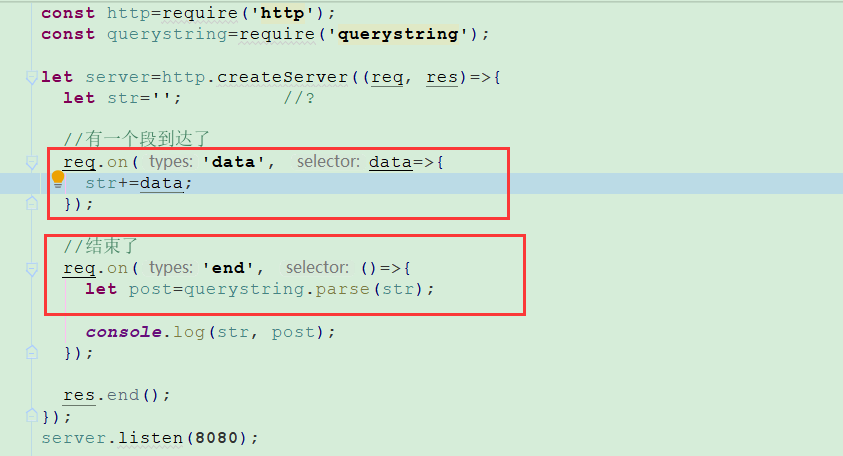 const http=require('http');
const querystring=require('querystring');
let server=http.createServer((req, res)=>{
let str=''; //?
//有一个段到达了
req.on( types: 'data', selector: data=>{
str+=data;
});
//结束了
req.on( types: 'end', selector: ()=>{
let post=querystring.parse(str);
console.log(str, post);
});
res.end();
});
server.listen(8080);